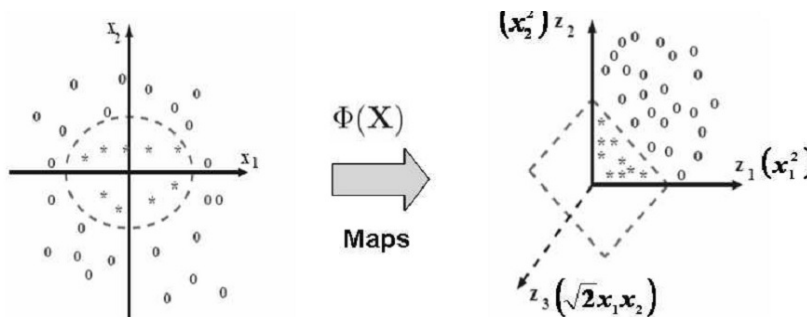 x₂
x₁
Φ(X)
Maps
(x₂²) z₂
z₁ (x₁²)
z₃ (√2x₁x₂)